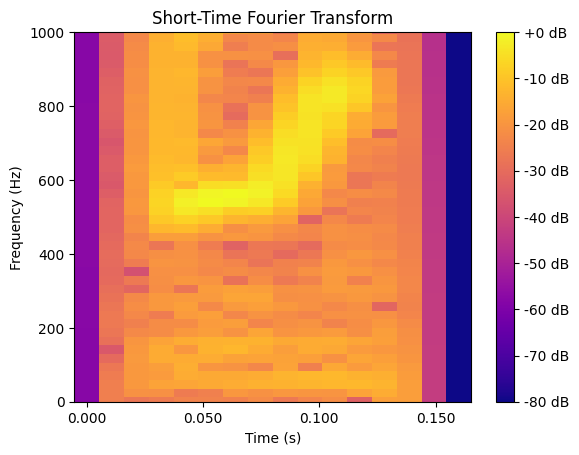 Short-Time Fourier Transform
1000
800
600
400
200
0
Frequency (Hz)
0.000
0.050
0.100
0.150
Time (s)
+0 dB
-10 dB
-20 dB
-30 dB
-40 dB
-50 dB
-60 dB
-70 dB
-80 dB